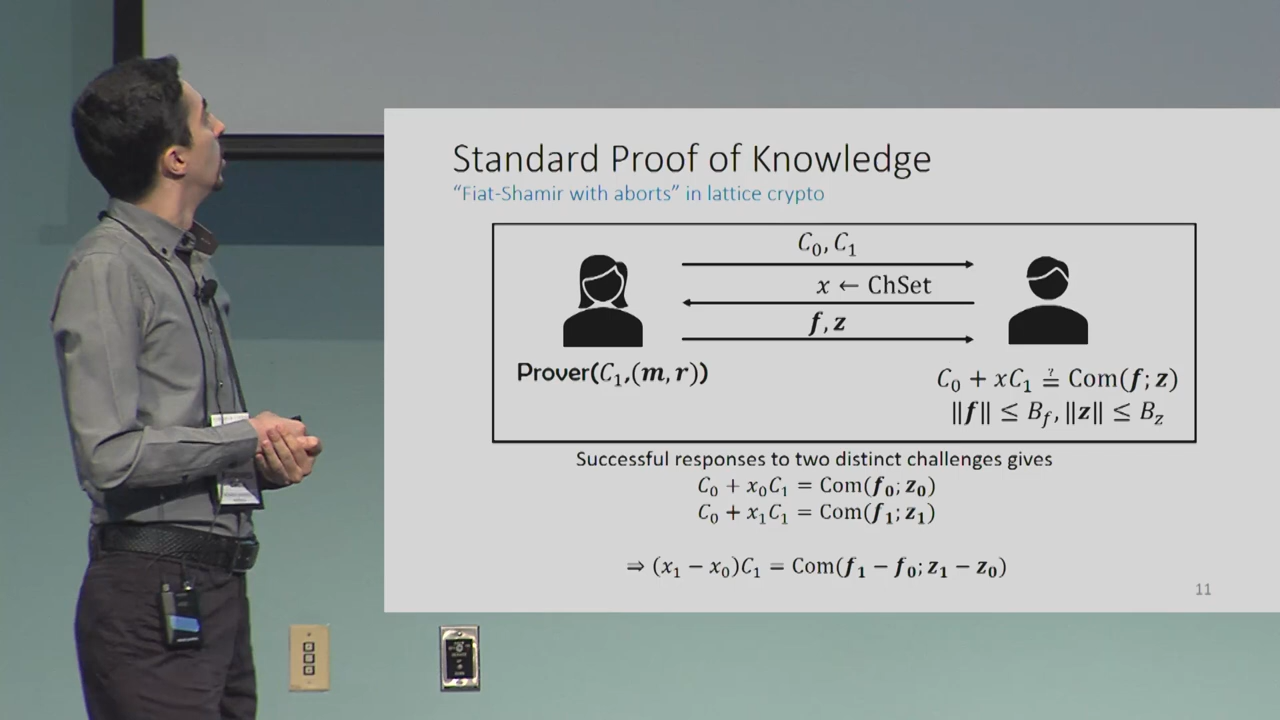 Standard Proof of Knowledge
“Fiat-Shamir with aborts” in lattice crypto
C₀, C₁
x ← ChSet
f, z
Prover(C₁,(m, r))
C₀ + xC₁ ≟ Com(f; z)
‖f‖ ≤ B_f, ‖z‖ ≤ B_z
Successful responses to two distinct challenges gives
C₀ + x₀C₁ = Com(f₀; z₀)
C₀ + x₁C₁ = Com(f₁; z₁)
⇒ (x₁ − x₀)C₁ = Com(f₁ − f₀; z₁ − z₀)
11